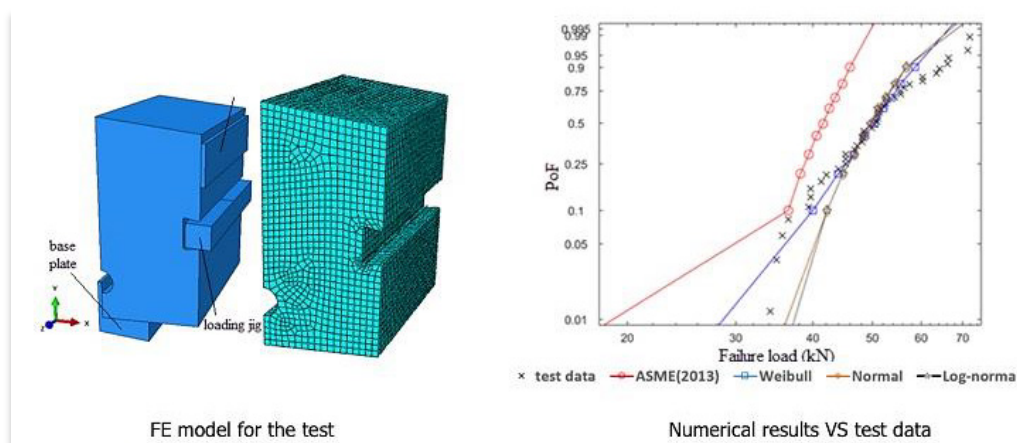 base
plate
loading jig
Y
X
Z
FE model for the test
0.995
0.99
0.95
0.9
0.75
0.5
0.25
0.1
0.05
0.01
PoF
20
30
40
50
60
70
Failure load (kN)
× test data
ASME(2013)
Weibull
Normal
Log-norma
Numerical results VS test data